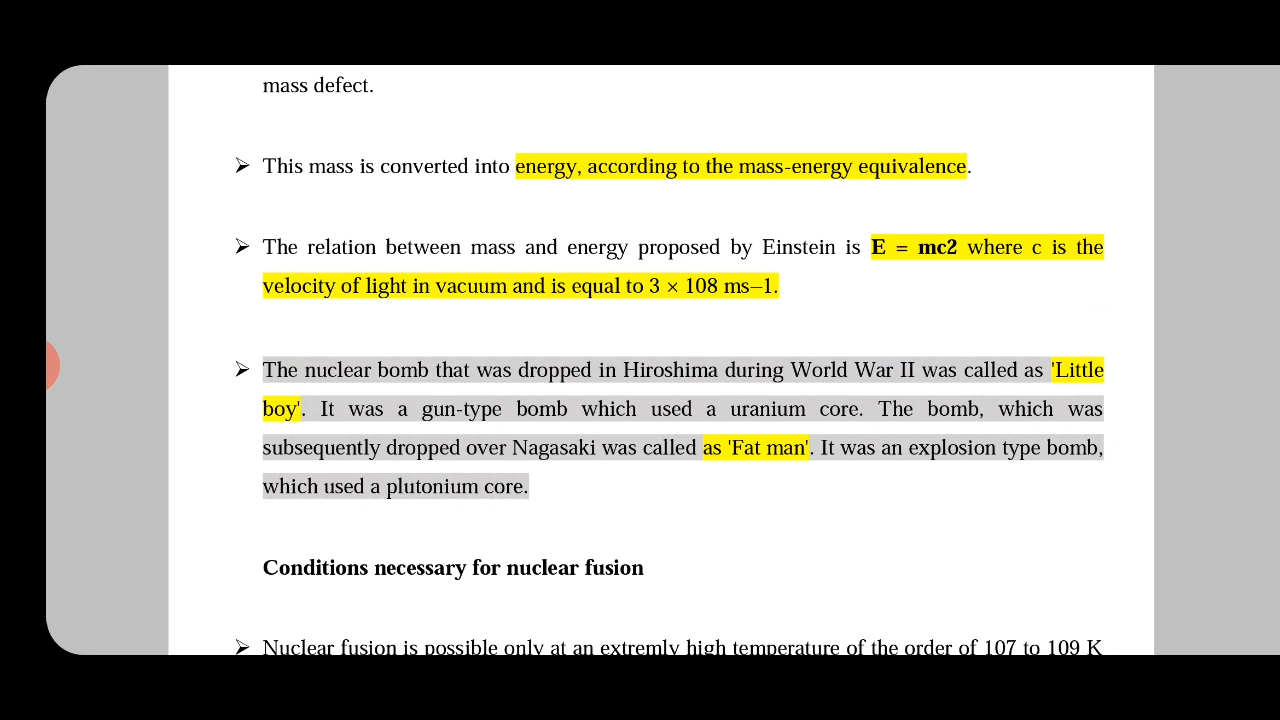 mass defect.
➢ This mass is converted into energy, according to the mass-energy equivalence.
➢ The relation between mass and energy proposed by Einstein is E = mc2 where c is the
velocity of light in vacuum and is equal to 3 × 108 ms–1.
➢ The nuclear bomb that was dropped in Hiroshima during World War II was called as 'Little
boy'. It was a gun-type bomb which used a uranium core. The bomb, which was
subsequently dropped over Nagasaki was called as 'Fat man'. It was an explosion type bomb,
which used a plutonium core.
Conditions necessary for nuclear fusion
➢ Nuclear fusion is possible only at an extremly high temperature of the order of 107 to 109 K